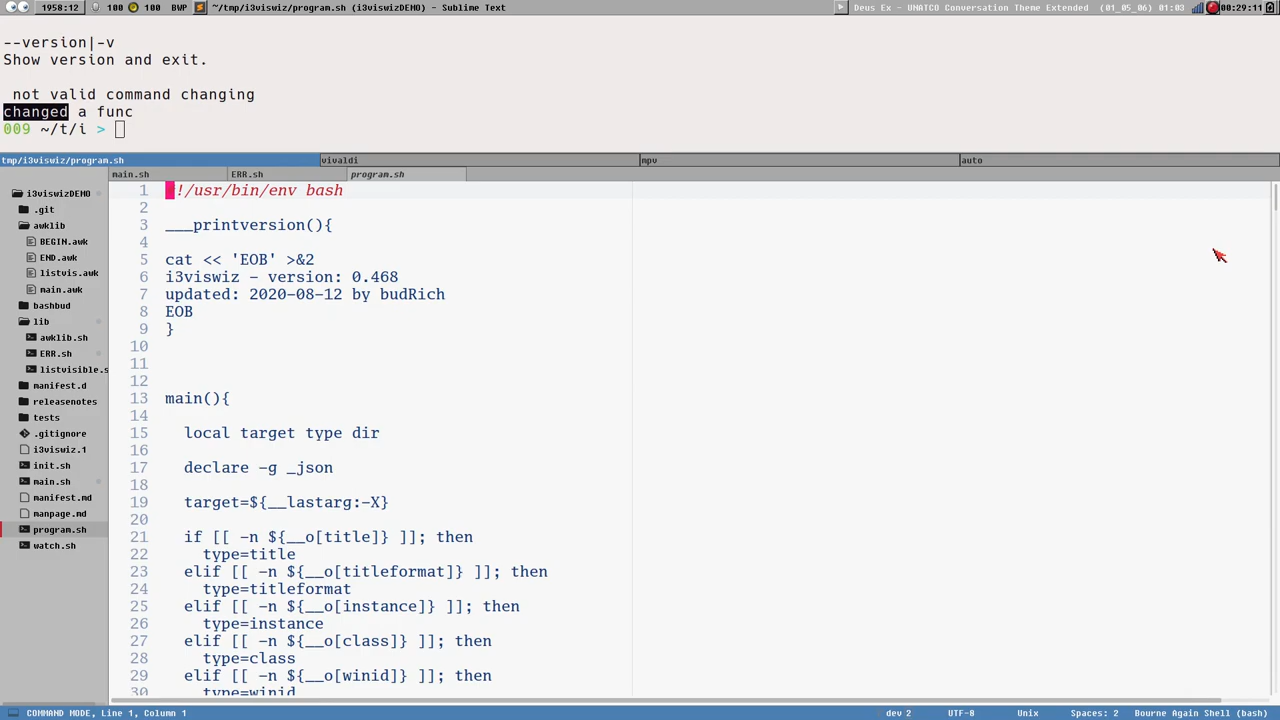 1958:12 100 100 BWP ~/tmp/i3viswiz/program.sh (i3viswizDEMO) - Sublime Text Deus Ex - UNATCO Conversation Theme Extended (01_05_06) 01:03 00:29:11
--version|-v
Show version and exit.
not valid command changing
changed a func
009 ~/t/i >
tmp/i3viswiz/program.sh vivaldi mpv auto
main.sh ERR.sh program.sh
i3viswizDEMO
.git
awklib
BEGIN.awk
END.awk
listvis.awk
main.awk
bashbud
lib
awklib.sh
ERR.sh
listvisible.s
manifest.d
releasenotes
tests
.gitignore
i3viswiz.1
init.sh
main.sh
manifest.md
manpage.md
program.sh
watch.sh
1 #!/usr/bin/env bash
2
3 ___printversion(){
4
5 cat << 'EOB' >&2
6 i3viswiz - version: 0.468
7 updated: 2020-08-12 by budRich
8 EOB
9 }
10
11
12
13 main(){
14
15 local target type dir
16
17 declare -g _json
18
19 target=${__lastarg:-X}
20
21 if [[ -n ${__o[title]} ]]; then
22 type=title
23 elif [[ -n ${__o[titleformat]} ]]; then
24 type=titleformat
25 elif [[ -n ${__o[instance]} ]]; then
26 type=instance
27 elif [[ -n ${__o[class]} ]]; then
28 type=class
29 elif [[ -n ${__o[winid]} ]]; then
30 type=winid
COMMAND MODE, Line 1, Column 1 dev 2 UTF-8 Unix Spaces: 2 Bourne Again Shell (bash)